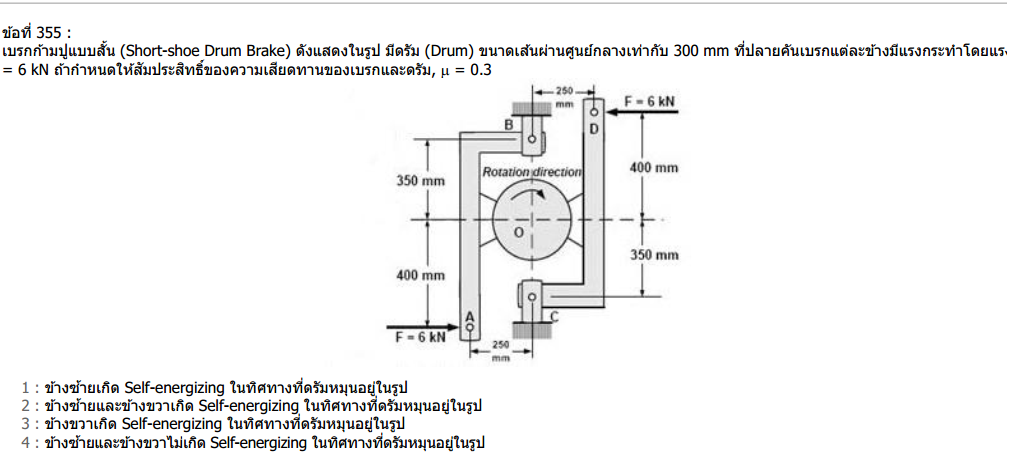 ข้อที่ 355 :
เบรกก้ามปูแบบสั้น (Short-shoe Drum Brake) ดังแสดงในรูป มีดรัม (Drum) ขนาดเส้นผ่านศูนย์กลางเท่ากับ 300 mm ที่ปลายคันเบรกแต่ละข้างมีแรงกระทำโดยแรง
= 6 kN ถ้ากำหนดให้สัมประสิทธิ์ของความเสียดทานของเบรกและดรัม, μ = 0.3
250
mm
F = 6 kN
B
D
Rotation direction
400 mm
350 mm
O
350 mm
400 mm
A
C
F = 6 kN
250
mm
1 : ข้างซ้ายเกิด Self-energizing ในทิศทางที่ดรัมหมุนอยู่ในรูป
2 : ข้างซ้ายและข้างขวาเกิด Self-energizing ในทิศทางที่ดรัมหมุนอยู่ในรูป
3 : ข้างขวาเกิด Self-energizing ในทิศทางที่ดรัมหมุนอยู่ในรูป
4 : ข้างซ้ายและข้างขวาไม่เกิด Self-energizing ในทิศทางที่ดรัมหมุนอยู่ในรูป